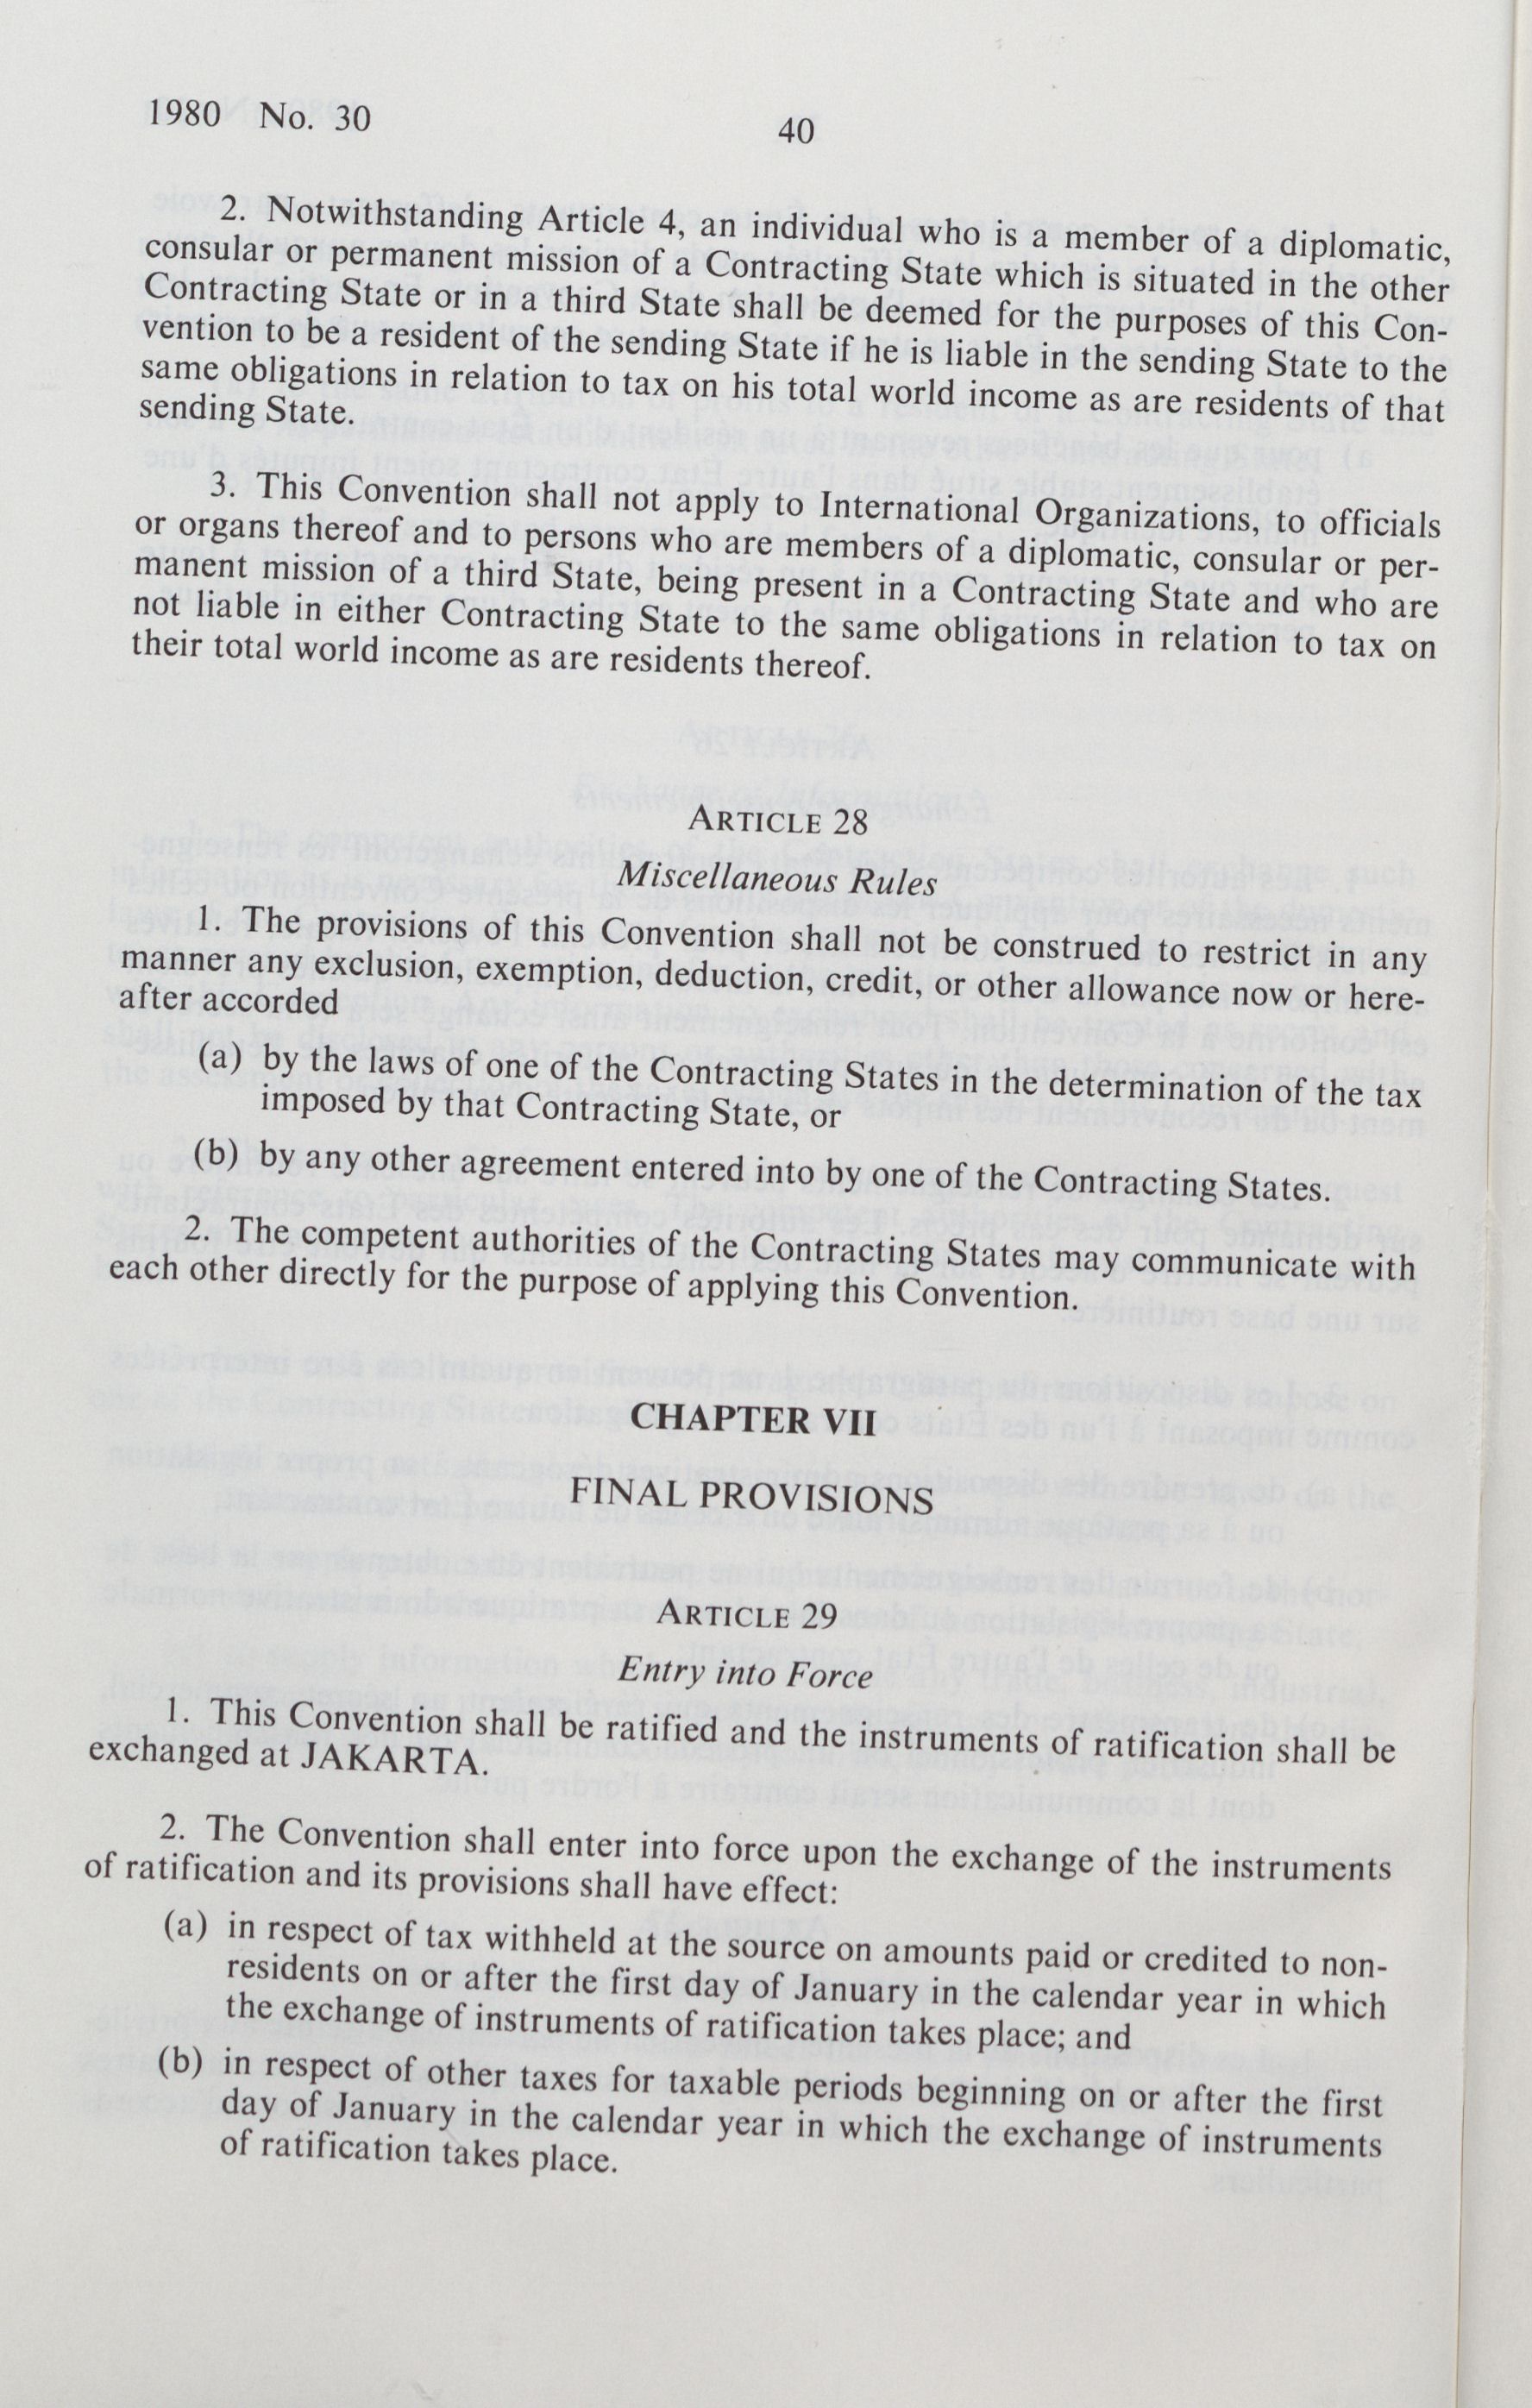 1980 No. 30
40
2. Notwithstanding Article 4, an individual who is a member of a diplomatic,
consular or permanent mission of a Contracting State which is situated in the other
Contracting State or in a third State shall be deemed for the purposes of this Con-
vention to be a resident of the sending State if he is liable in the sending State to the
same obligations in relation to tax on his total world income as are residents of that
sending State.
3. This Convention shall not apply to International Organizations, to officials
or organs thereof and to persons who are members of a diplomatic, consular or per-
manent mission of a third State, being present in a Contracting State and who are
not liable in either Contracting State to the same obligations in relation to tax on
their total world income as are residents thereof.
ARTICLE 28
Miscellaneous Rules
1. The provisions of this Convention shall not be construed to restrict in any
manner any exclusion, exemption, deduction, credit, or other allowance now or here-
after accorded
(a) by the laws of one of the Contracting States in the determination of the tax
imposed by that Contracting State, or
(b) by any other agreement entered into by one of the Contracting States.
2. The competent authorities of the Contracting States may communicate with
each other directly for the purpose of applying this Convention.
CHAPTER VII
FINAL PROVISIONS
ARTICLE 29
Entry into Force
1. This Convention shall be ratified and the instruments of ratification shall be
exchanged at JAKARTA.
2. The Convention shall enter into force upon the exchange of the instruments
of ratification and its provisions shall have effect:
(a) in respect of tax withheld at the source on amounts paid or credited to non-
residents on or after the first day of January in the calendar year in which
the exchange of instruments of ratification takes place; and
(b) in respect of other taxes for taxable periods beginning on or after the first
day of January in the calendar year in which the exchange of instruments
of ratification takes place.